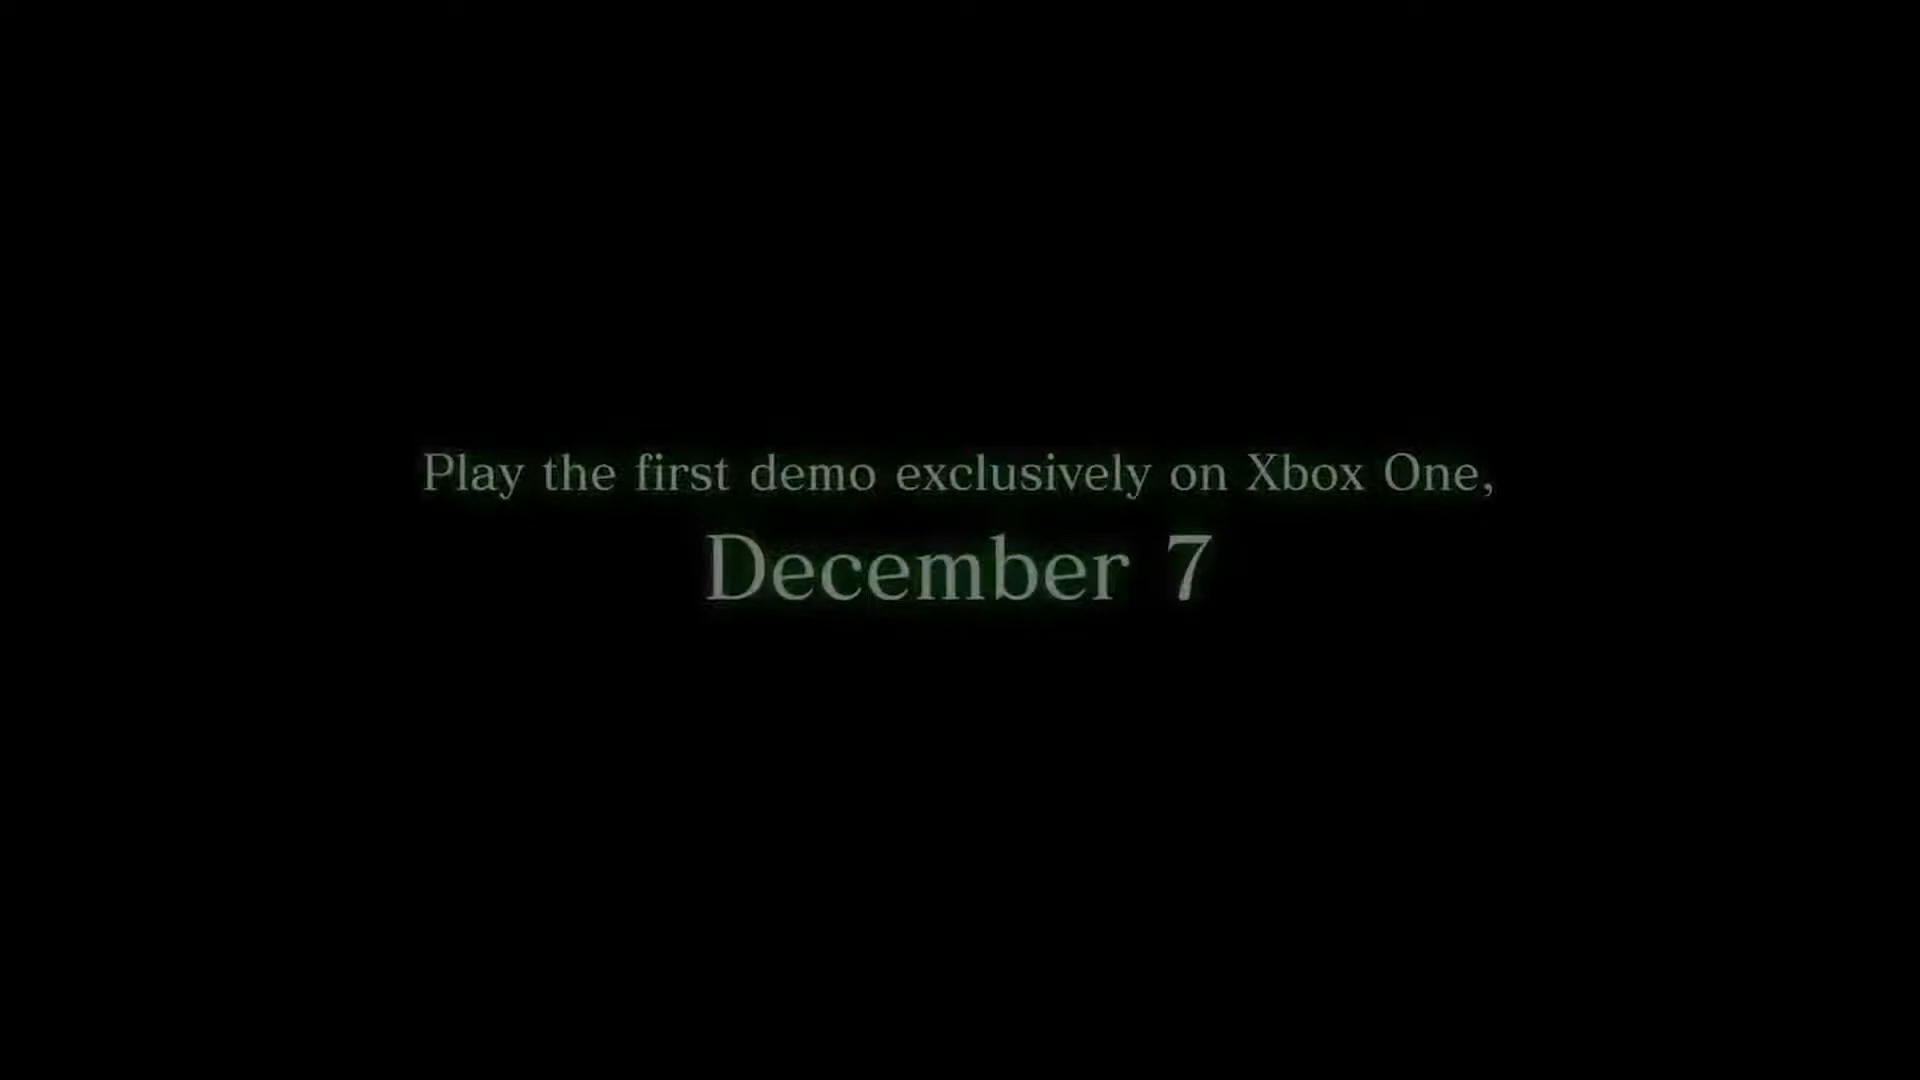 Play the first demo exclusively on Xbox One,
December 7